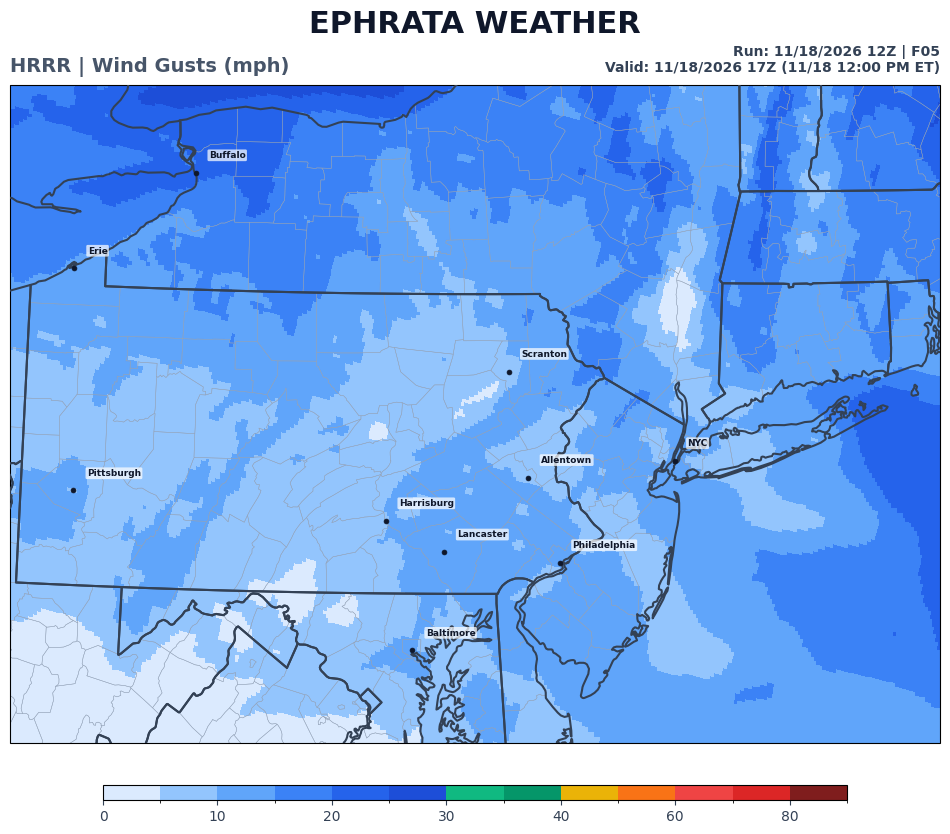 EPHRATA WEATHER
HRRR | Wind Gusts (mph)
Run: 11/18/2026 12Z | F05
Valid: 11/18/2026 17Z (11/18 12:00 PM ET)
Buffalo
Erie
Scranton
NYC
Allentown
Pittsburgh
Harrisburg
Lancaster
Philadelphia
Baltimore
0 10 20 30 40 50 60 70 80